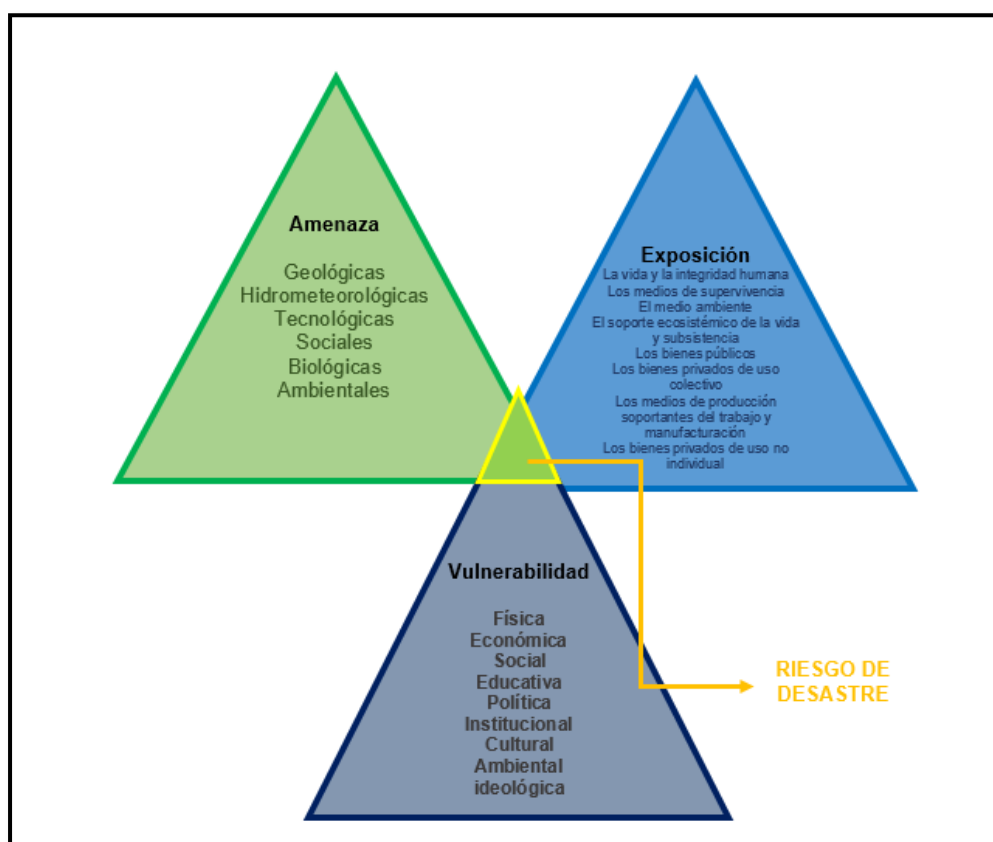 Amenaza
Geológicas
Hidrometeorológicas
Tecnológicas
Sociales
Biológicas
Ambientales
Exposición
La vida y la integridad humana
Los medios de supervivencia
El medio ambiente
El soporte ecosistémico de la vida
y subsistencia
Los bienes públicos
Los bienes privados de uso
colectivo
Los medios de producción
soportantes del trabajo y
manufacturación
Los bienes privados de uso no
individual
Vulnerabilidad
Física
Económica
Social
Educativa
Política
Institucional
Cultural
Ambiental
ideológica
RIESGO DE
DESASTRE